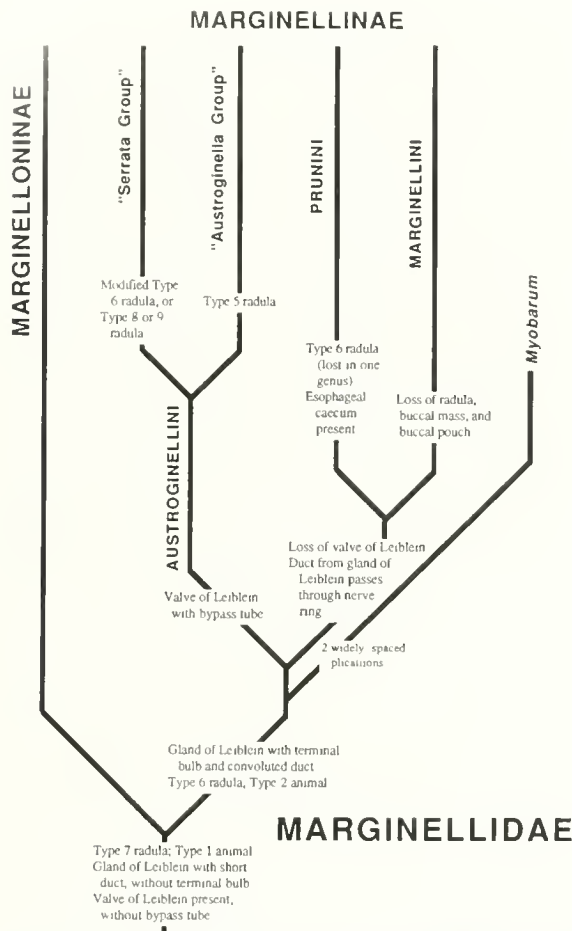 MARGINELLINAE
MARGINELLONINAE
"Serrata Group"
"Austroginella Group"
PRUNINI
MARGINELLINI
Myobarum
Modified Type
6 radula, or
Type 8 or 9
radula
Type 5 radula
Type 6 radula
(lost in one
genus)
Esophageal
caecum
present
Loss of radula,
buccal mass, and
buccal pouch
AUSTROGINELLINI
Loss of valve of Leiblein
Duct from gland of
Leiblein passes
through nerve
ring
Valve of Leiblein
with bypass tube
2 widely spaced
plications
Gland of Leiblein with terminal
bulb and convoluted duct
Type 6 radula, Type 2 animal
MARGINELLIDAE
Type 7 radula; Type 1 animal
Gland of Leiblein with short
duct, without terminal bulb
Valve of Leiblein present,
without bypass tube